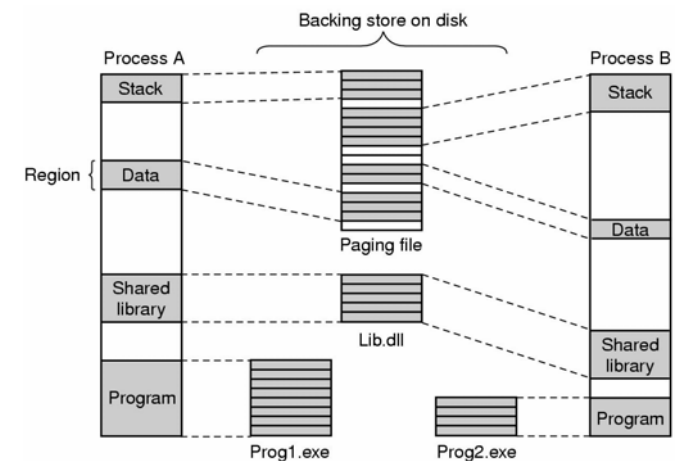 Backing store on disk
Process A
Process B
Stack
Stack
Region
Data
Data
Paging file
Shared
library
Lib.dll
Shared
library
Program
Program
Prog1.exe
Prog2.exe